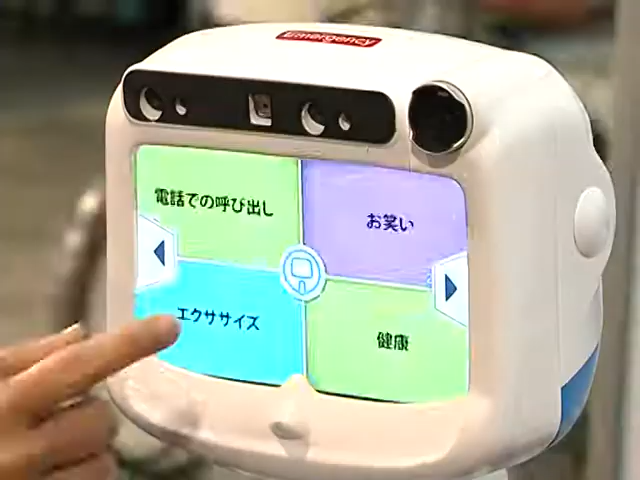 Emergency
電話での呼び出し
お笑い
エクササイズ
健康